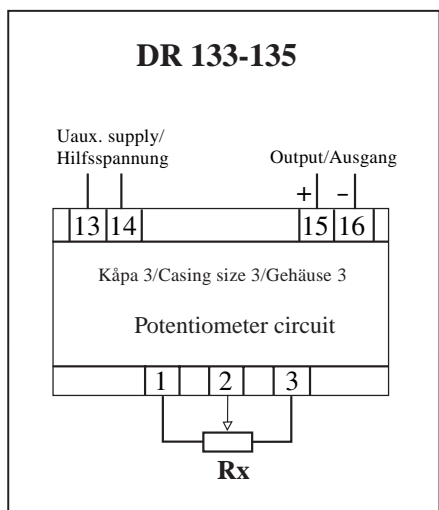 DR 133-135
Uaux. supply/
Hilfsspannung
Output/Ausgang
+ −
13 14 15 16
Kåpa 3/Casing size 3/Gehäuse 3
Potentiometer circuit
1 2 3
Rx